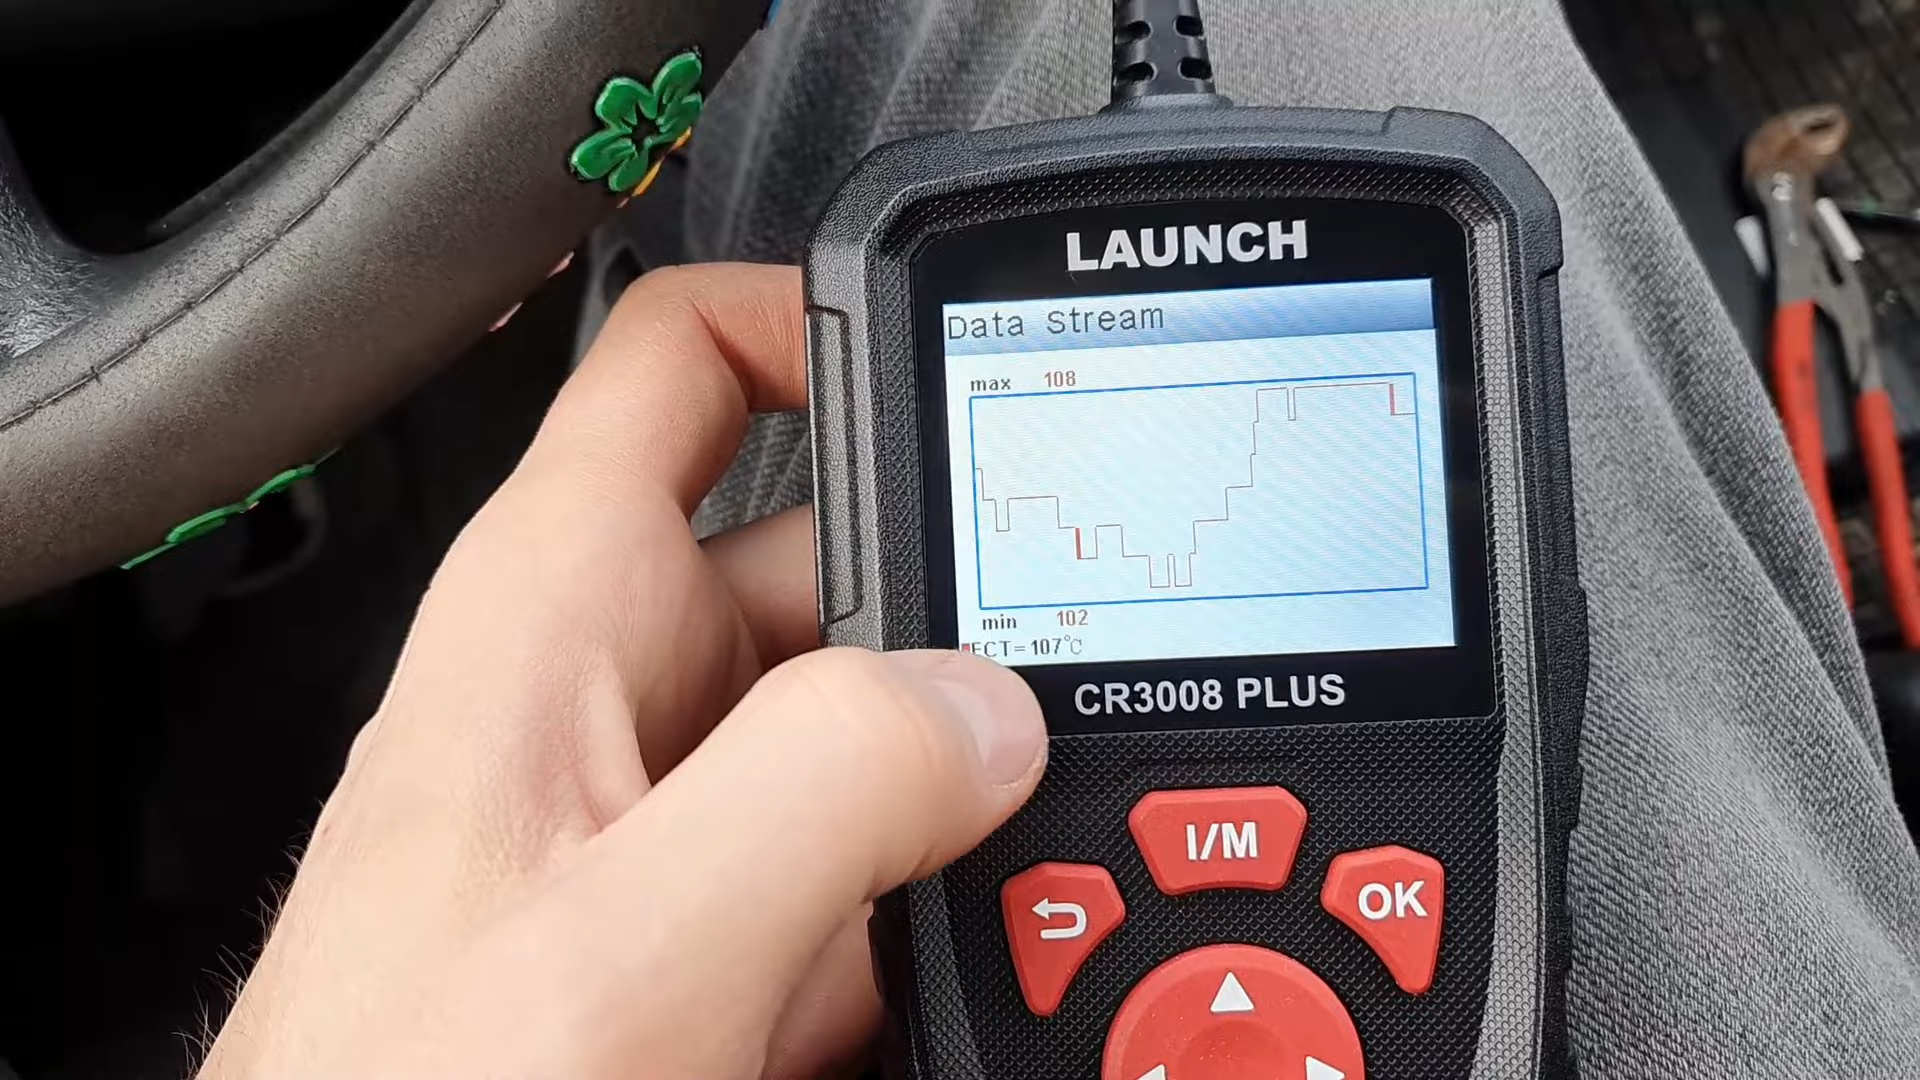 LAUNCH
Data Stream
max 108
min 102
ECT=107°C
CR3008 PLUS
I/M
OK